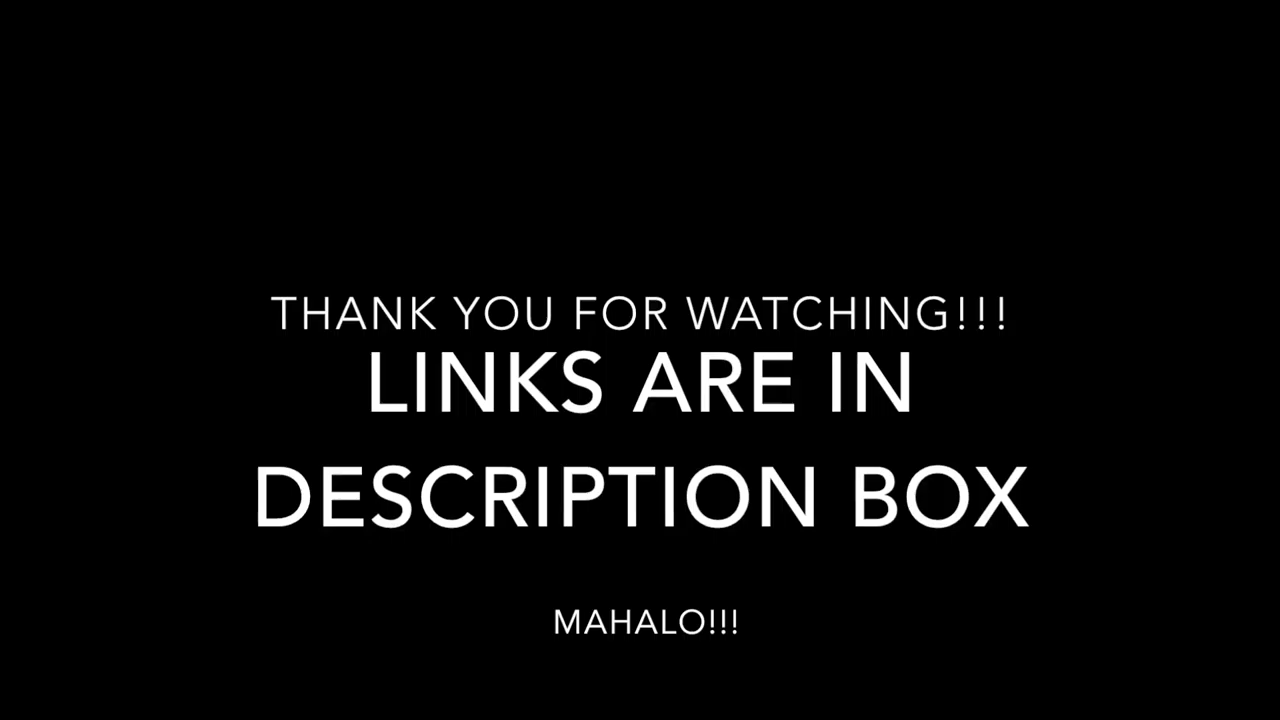 THANK YOU FOR WATCHING!!!
LINKS ARE IN
DESCRIPTION BOX
MAHALO!!!